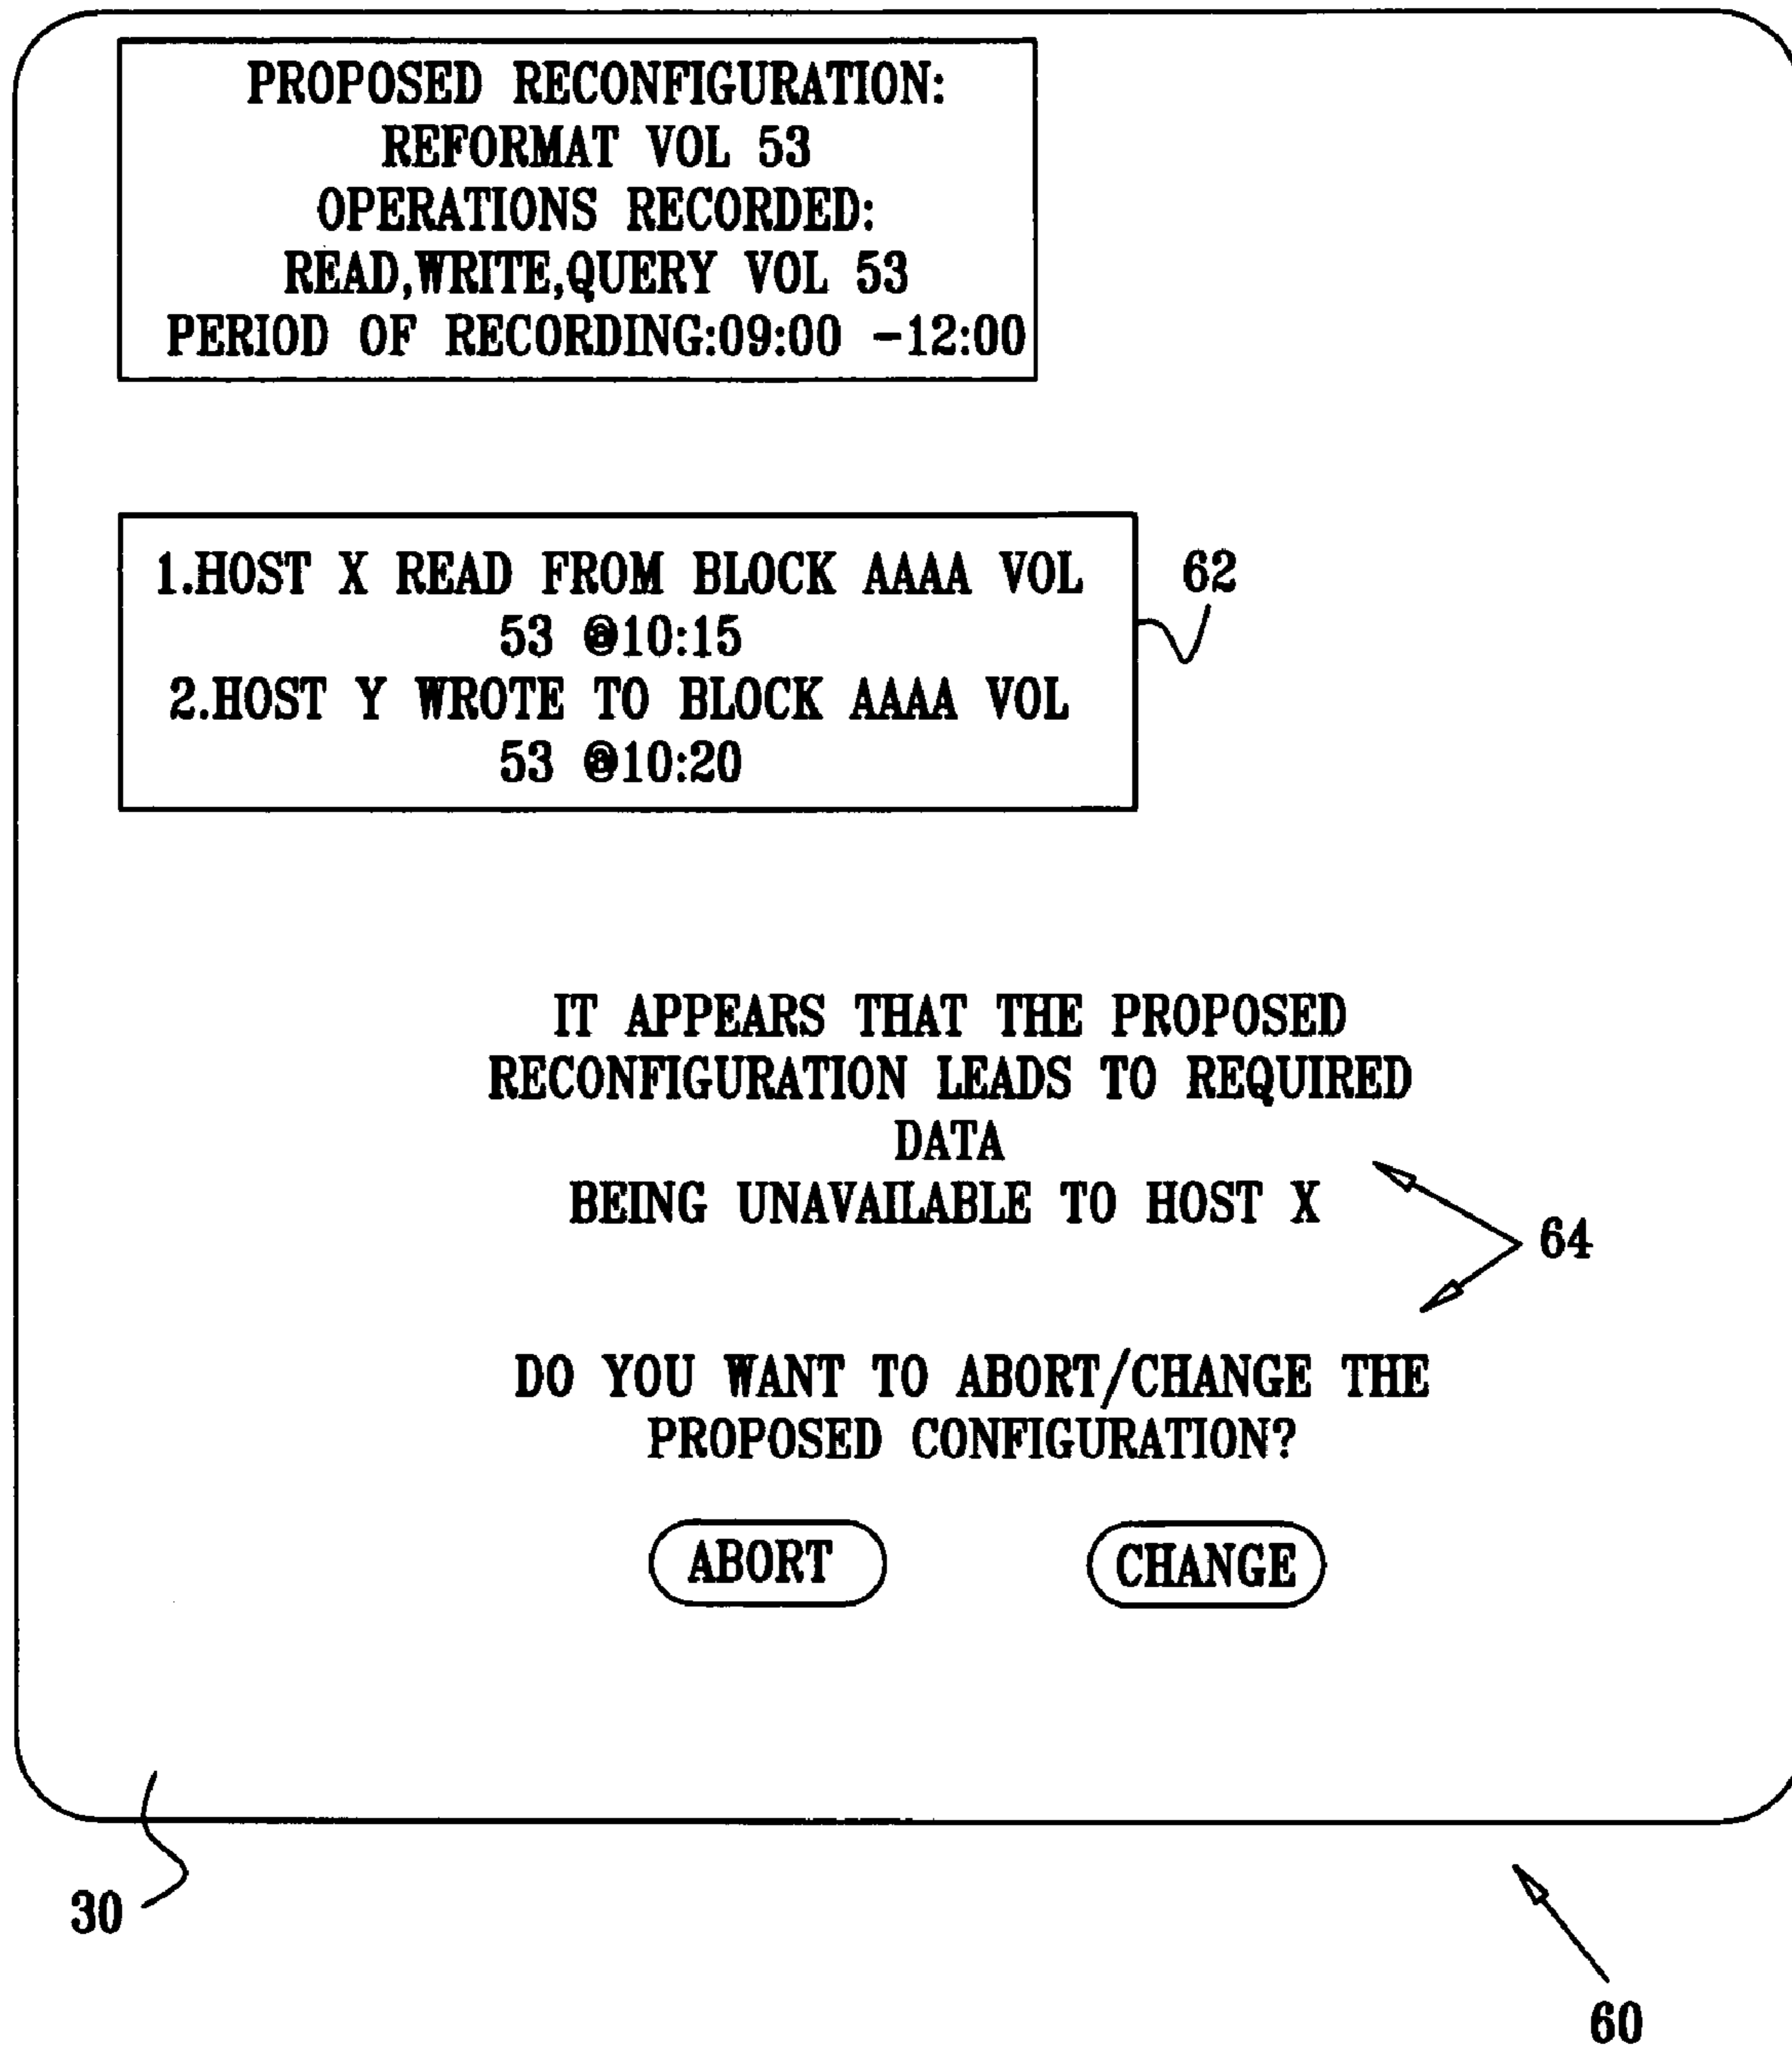 PROPOSED RECONFIGURATION:
REFORMAT VOL 53
OPERATIONS RECORDED:
READ,WRITE,QUERY VOL 53
PERIOD OF RECORDING:09:00 -12:00
1.HOST X READ FROM BLOCK AAAA VOL
53 @10:15
2.HOST Y WROTE TO BLOCK AAAA VOL
53 @10:20
62
IT APPEARS THAT THE PROPOSED
RECONFIGURATION LEADS TO REQUIRED
DATA
BEING UNAVAILABLE TO HOST X
64
DO YOU WANT TO ABORT/CHANGE THE
PROPOSED CONFIGURATION?
ABORT
CHANGE
30
60